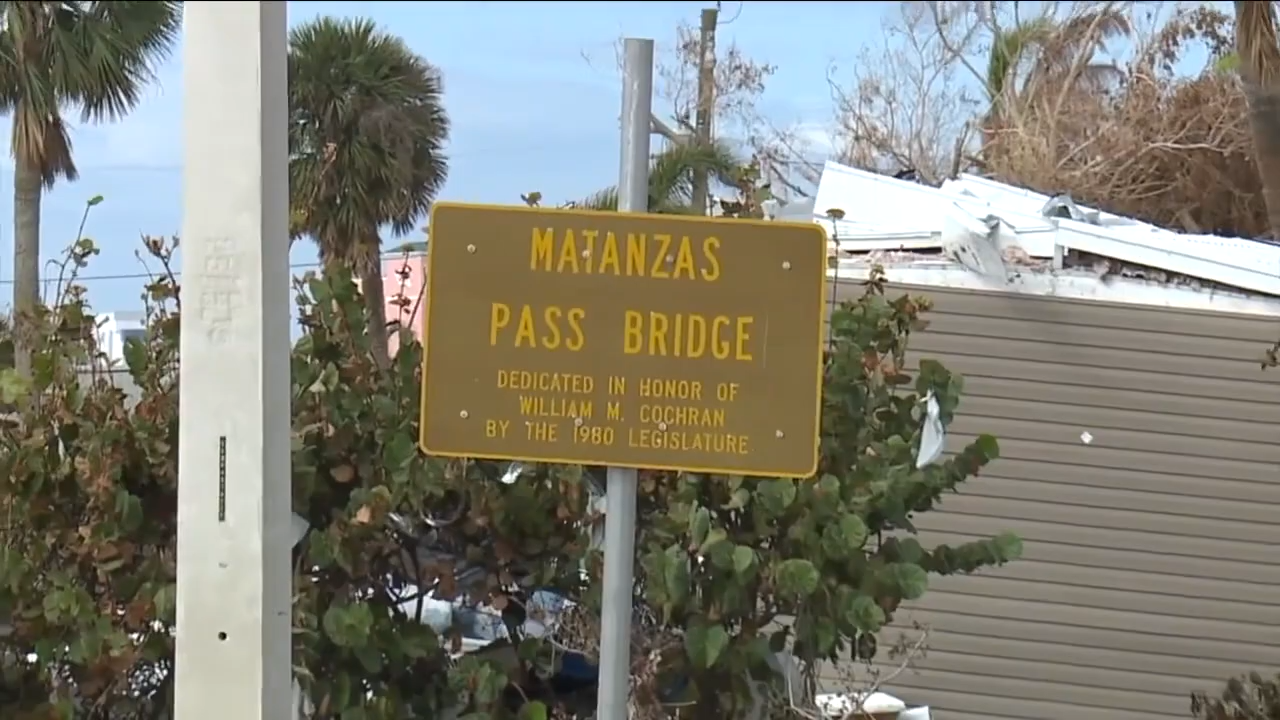 MATANZAS
PASS BRIDGE
DEDICATED IN HONOR OF
WILLIAM M. COCHRAN
BY THE 1980 LEGISLATURE